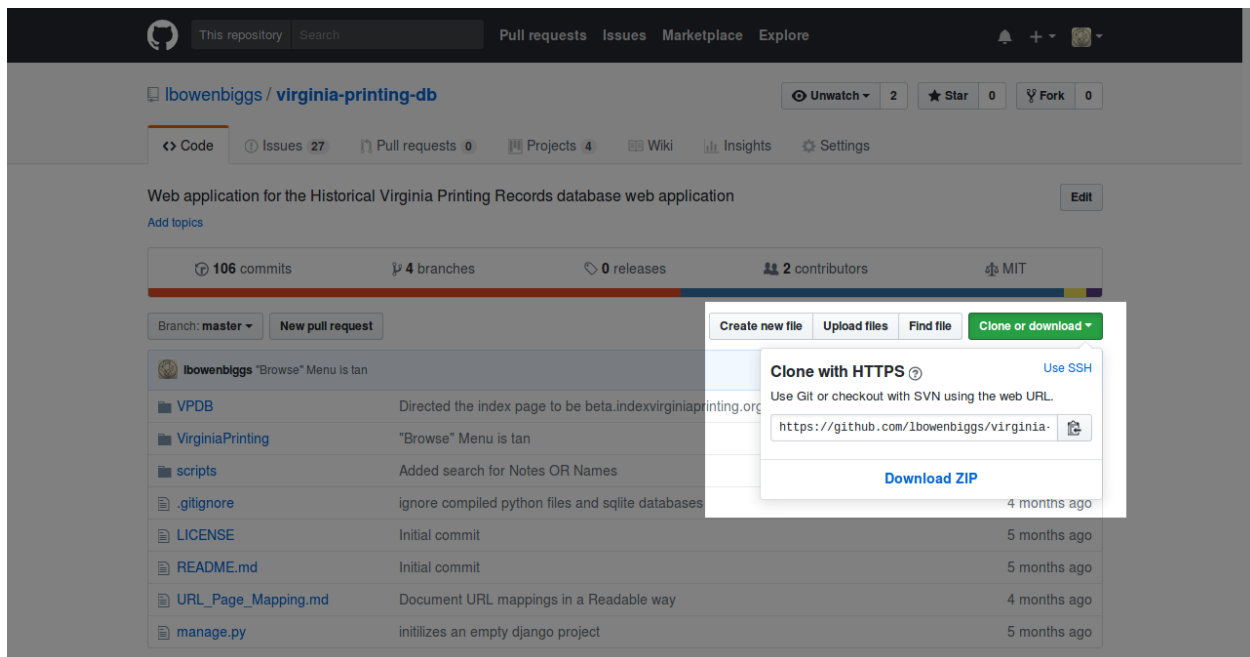 This repository Search Pull requests Issues Marketplace Explore
lbowenbiggs / virginia-printing-db Unwatch 2 Star 0 Fork 0
Code Issues 27 Pull requests 0 Projects 4 Wiki Insights Settings
Web application for the Historical Virginia Printing Records database web application Edit
Add topics
106 commits 4 branches 0 releases 2 contributors MIT
Branch: master New pull request Create new file Upload files Find file Clone or download
lbowenbiggs "Browse" Menu is tan
Clone with HTTPS Use SSH
Use Git or checkout with SVN using the web URL.
https://github.com/lbowenbiggs/virginia-
Download ZIP
VPDB Directed the index page to be beta.indexvirginiaprinting.org
VirginiaPrinting "Browse" Menu is tan
scripts Added search for Notes OR Names
.gitignore ignore compiled python files and sqlite databases 4 months ago
LICENSE Initial commit 5 months ago
README.md Initial commit 5 months ago
URL_Page_Mapping.md Document URL mappings in a Readable way 4 months ago
manage.py initilizes an empty django project 5 months ago